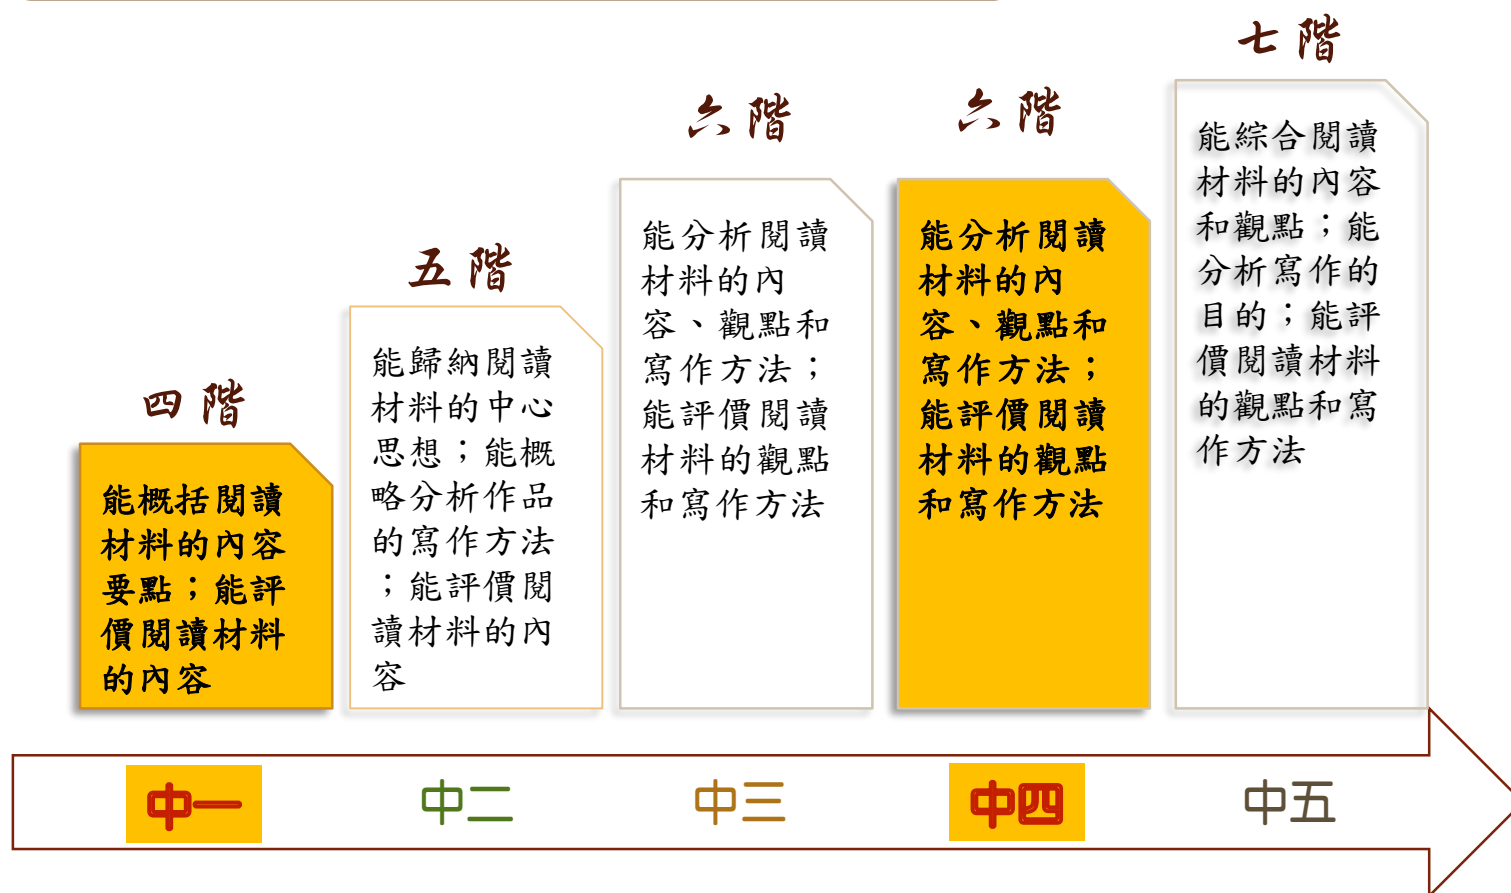 四階
能概括閱讀
材料的內容
要點；能評
價閱讀材料
的內容
五階
能歸納閱讀
材料的中心
思想；能概
略分析作品
的寫作方法
；能評價閱
讀材料的內
容
六階
能分析閱讀
材料的內
容、觀點和
寫作方法；
能評價閱讀
材料的觀點
和寫作方法
六階
能分析閱讀
材料的內
容、觀點和
寫作方法；
能評價閱讀
材料的觀點
和寫作方法
七階
能綜合閱讀
材料的內容
和觀點；能
分析寫作的
目的；能評
價閱讀材料
的觀點和寫
作方法
中一
中二
中三
中四
中五